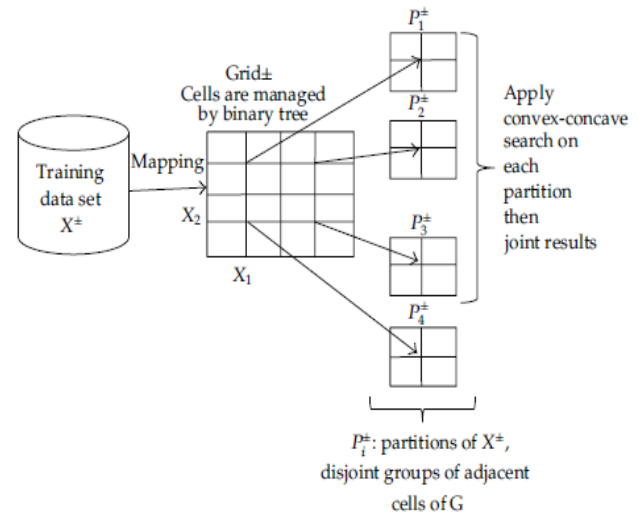 Grid±
Cells are managed
by binary tree
Mapping
Training
data set
X±
X2
X1
P1±
P2±
P3±
P4±
Apply
convex-concave
search on
each
partition
then
joint results
Pi±: partitions of X±,
disjoint groups of adjacent
cells of G